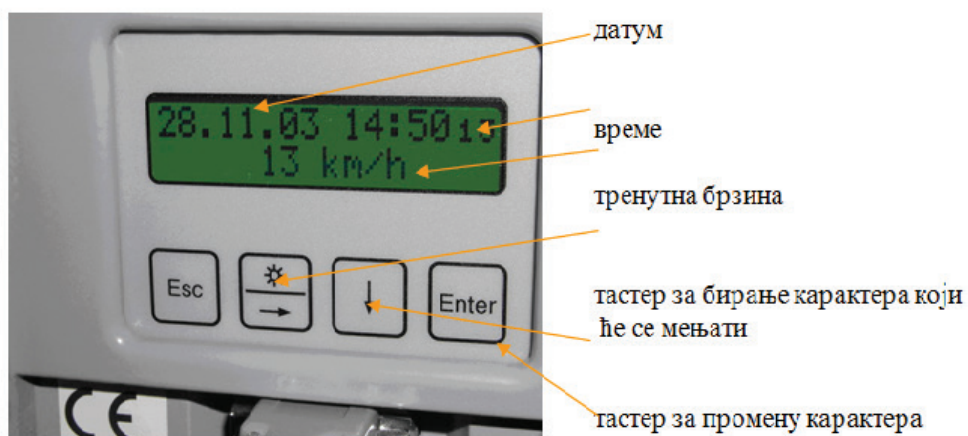 датум
28.11.03 14:50
време
13 km/h
тренутна брзина
Esc
Enter
тастер за бирање карактера који
ће се мењати
тастер за промену карактера
CE